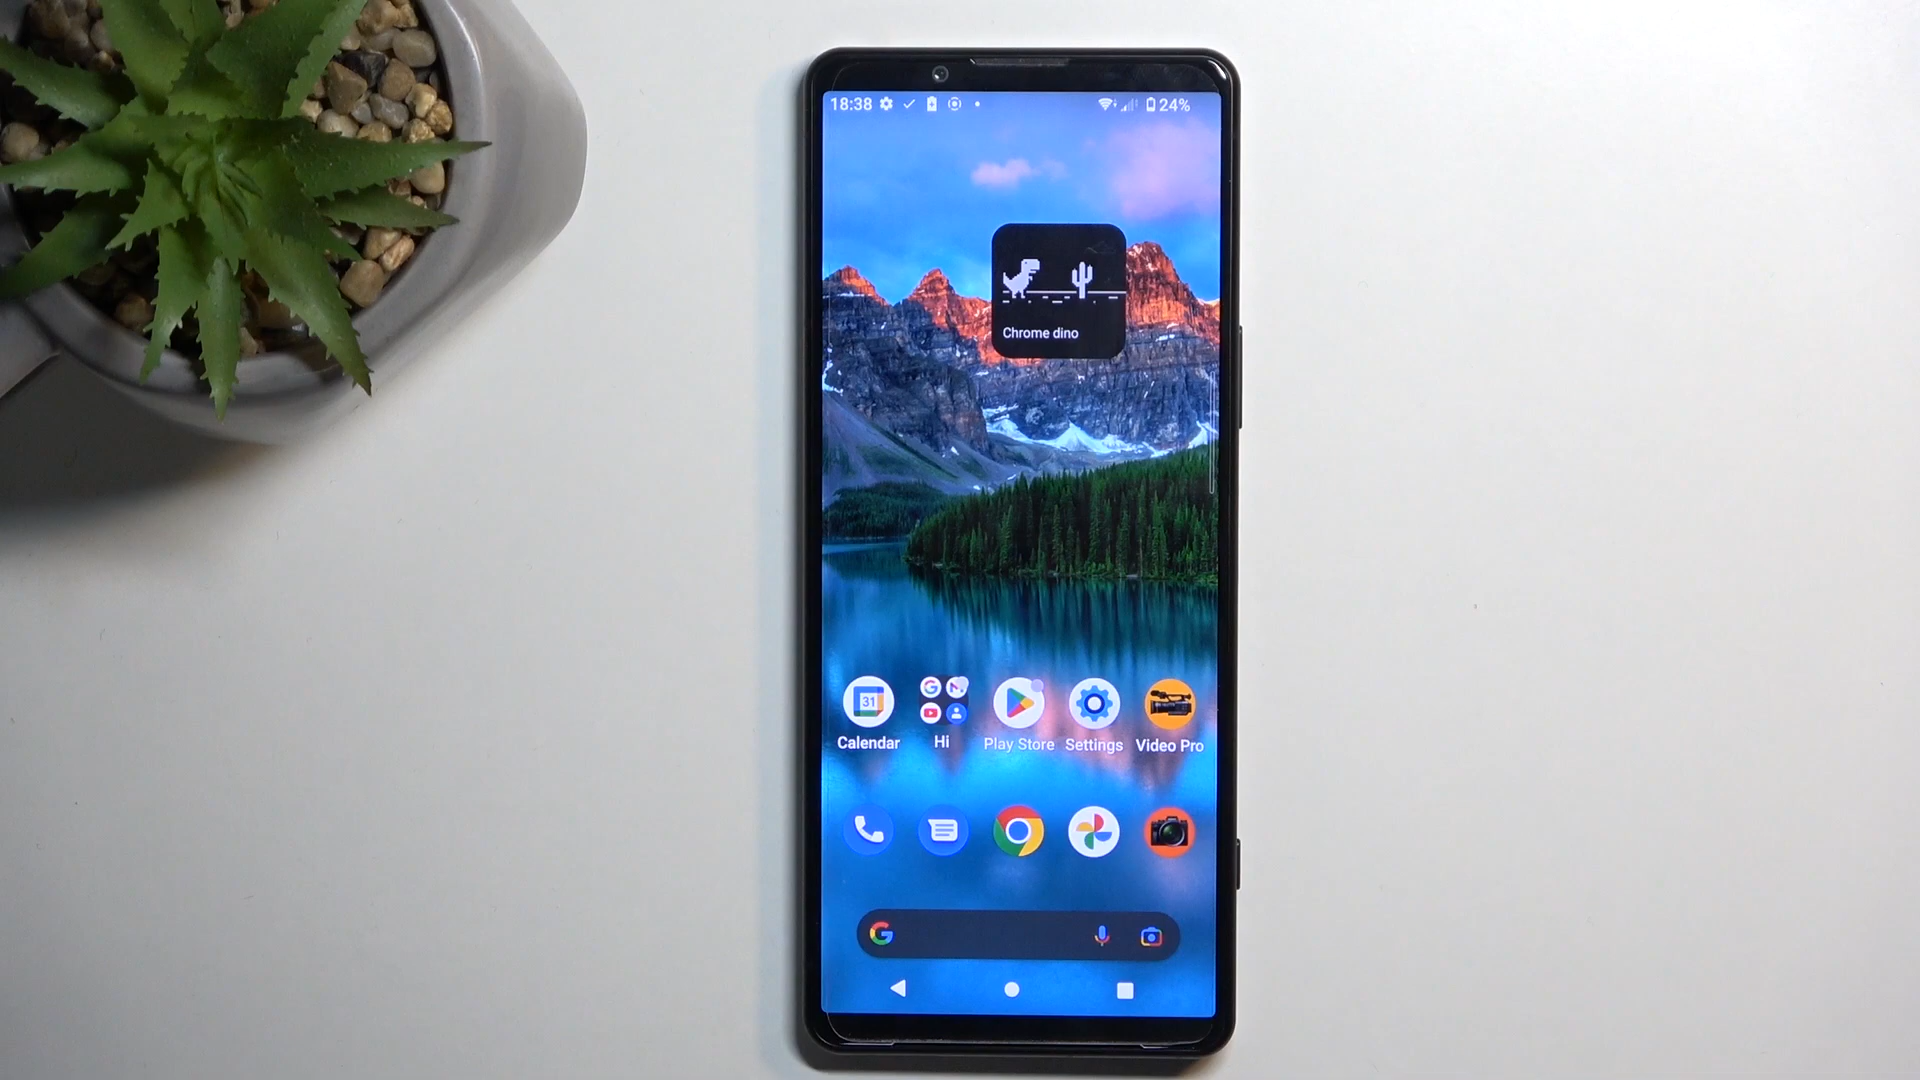 18:38 24%
Chrome dino
31
Calendar Hi Play Store Settings Video Pro
G